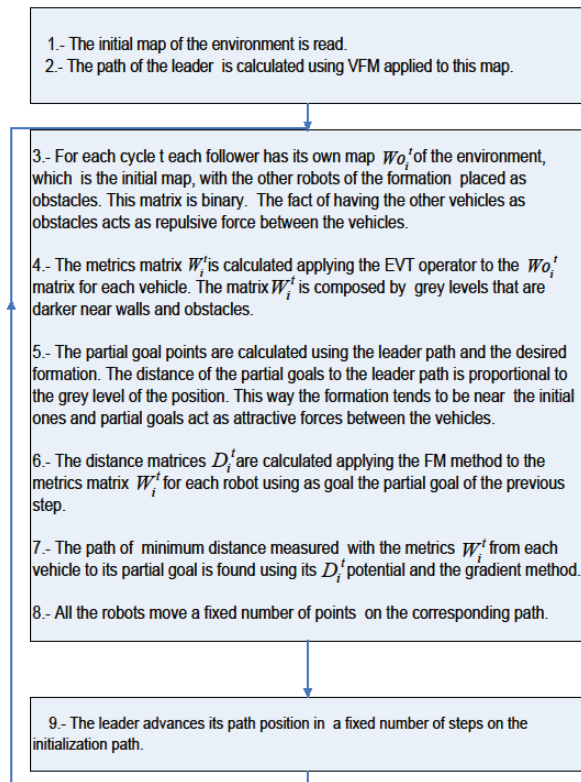 1.- The initial map of the environment is read.
2.- The path of the leader is calculated using VFM applied to this map.
3.- For each cycle t each follower has its own map Wo_i^t of the environment,
which is the initial map, with the other robots of the formation placed as
obstacles. This matrix is binary. The fact of having the other vehicles as
obstacles acts as repulsive force between the vehicles.
4.- The metrics matrix W_i^t is calculated applying the EVT operator to the Wo_i^t
matrix for each vehicle. The matrix W_i^t is composed by grey levels that are
darker near walls and obstacles.
5.- The partial goal points are calculated using the leader path and the desired
formation. The distance of the partial goals to the leader path is proportional to
the grey level of the position. This way the formation tends to be near the initial
ones and partial goals act as attractive forces between the vehicles.
6.- The distance matrices D_i^t are calculated applying the FM method to the
metrics matrix W_i^t for each robot using as goal the partial goal of the previous
step.
7.- The path of minimum distance measured with the metrics W_i^t from each
vehicle to its partial goal is found using its D_i^t potential and the gradient method.
8.- All the robots move a fixed number of points on the corresponding path.
9.- The leader advances its path position in a fixed number of steps on the
initialization path.